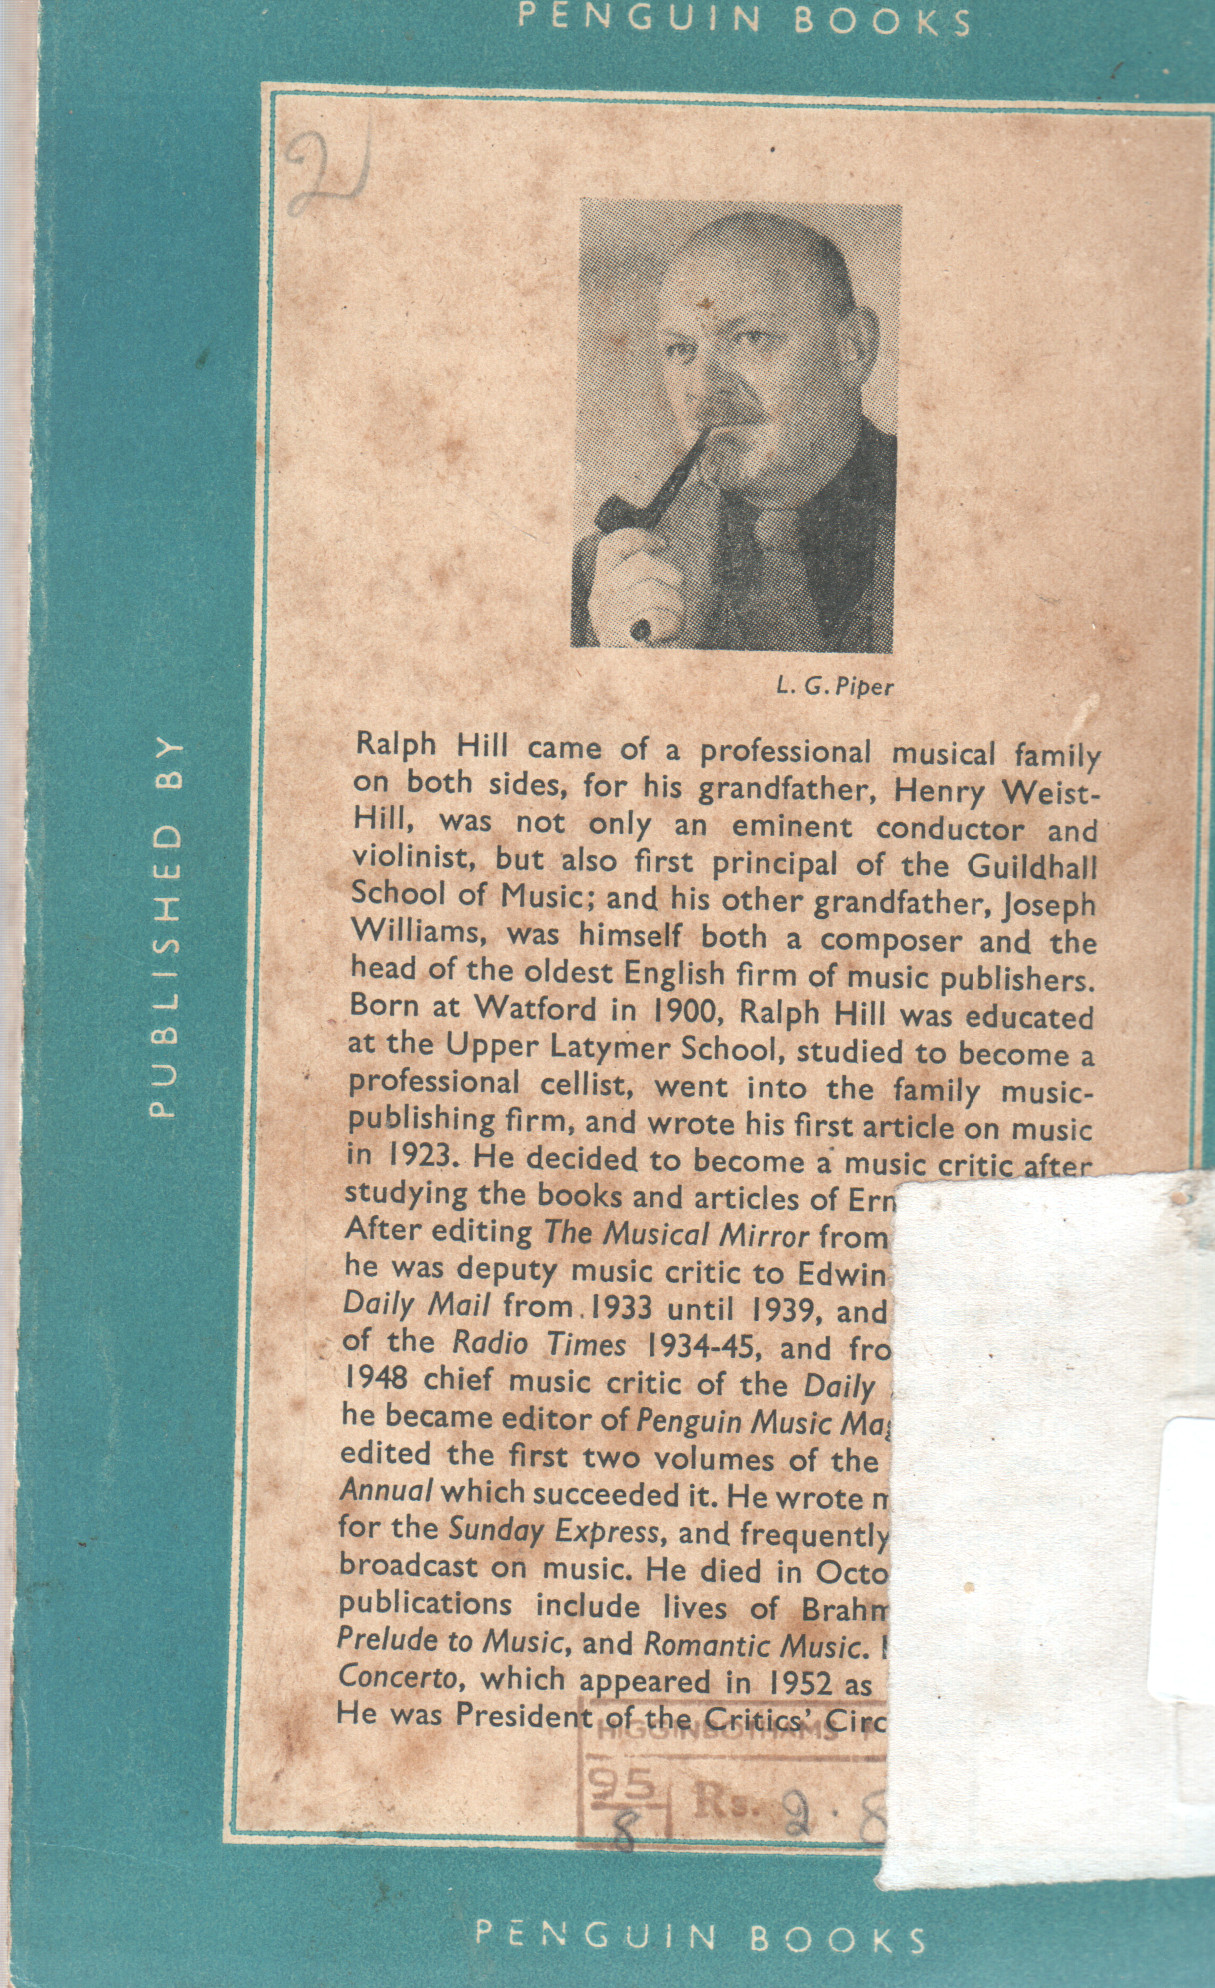 PENGUIN BOOKS
2
L. G. Piper
PUBLISHED BY
Ralph Hill came of a professional musical family
on both sides, for his grandfather, Henry Weist-
Hill, was not only an eminent conductor and
violinist, but also first principal of the Guildhall
School of Music; and his other grandfather, Joseph
Williams, was himself both a composer and the
head of the oldest English firm of music publishers.
Born at Watford in 1900, Ralph Hill was educated
at the Upper Latymer School, studied to become a
professional cellist, went into the family music-
publishing firm, and wrote his first article on music
in 1923. He decided to become a music critic after
studying the books and articles of Ern
After editing The Musical Mirror from
he was deputy music critic to Edwin
Daily Mail from 1933 until 1939, and
of the Radio Times 1934-45, and fro
1948 chief music critic of the Daily
he became editor of Penguin Music Mag
edited the first two volumes of the
Annual which succeeded it. He wrote
for the Sunday Express, and frequently
broadcast on music. He died in Octo
publications include lives of Brahm
Prelude to Music, and Romantic Music.
Concerto, which appeared in 1952 as
He was President of the Critics' Circ
HIGGINBOTHAMS
95
8
Rs. 2.8
PENGUIN BOOKS